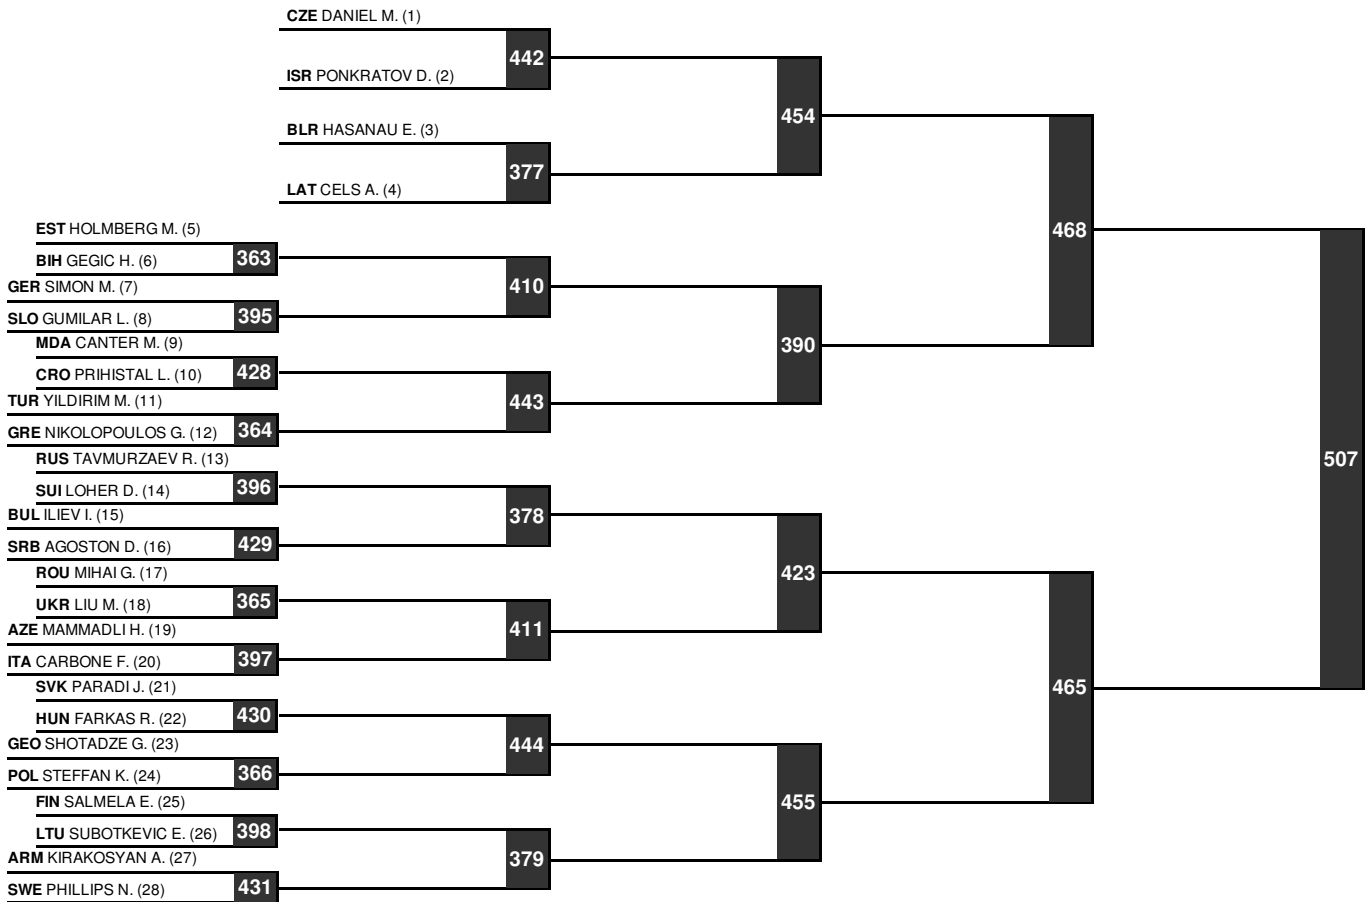 CZE DANIEL M. (1)
442
ISR PONKRATOV D. (2)
454
BLR HASANAU E. (3)
377
LAT CELS A. (4)
EST HOLMBERG M. (5)
468
BIH GEGIC H. (6)
363
GER SIMON M. (7)
410
SLO GUMILAR L. (8)
395
MDA CANTER M. (9)
390
CRO PRIHISTAL L. (10)
428
TUR YILDIRIM M. (11)
443
GRE NIKOLOPOULOS G. (12)
364
RUS TAVMURZAEV R. (13)
507
SUI LOHER D. (14)
396
BUL ILIEV I. (15)
378
SRB AGOSTON D. (16)
429
ROU MIHAI G. (17)
423
UKR LIU M. (18)
365
AZE MAMMADLI H. (19)
411
ITA CARBONE F. (20)
397
SVK PARADI J. (21)
465
HUN FARKAS R. (22)
430
GEO SHOTADZE G. (23)
444
POL STEFFAN K. (24)
366
FIN SALMELA E. (25)
455
LTU SUBOTKEVIC E. (26)
398
ARM KIRAKOSYAN A. (27)
379
SWE PHILLIPS N. (28)
431